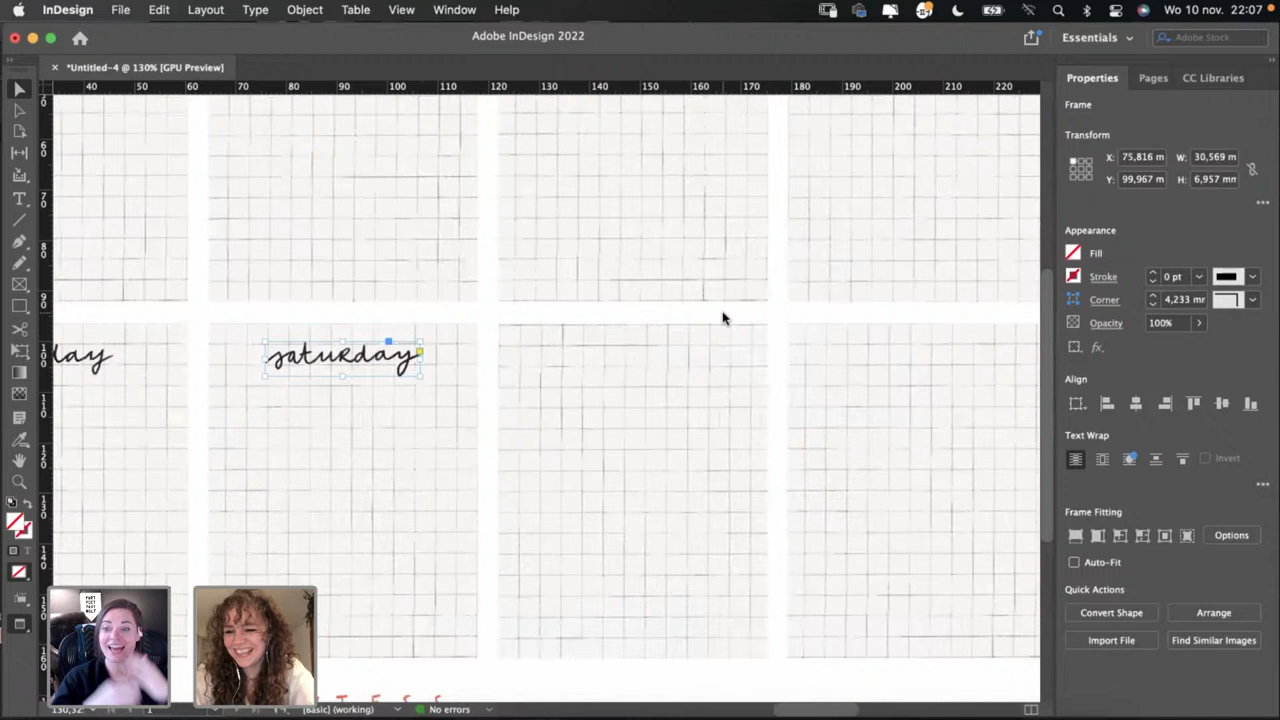 InDesign File Edit Layout Type Object Table View Window Help Wo 10 nov. 22:07
Adobe InDesign 2022 Essentials Adobe Stock
*Untitled-4 @ 130% [GPU Preview] Properties Pages CC Libraries
40 50 60 70 80 90 100 110 120 130 140 150 160 170 180 190 200 210 220
Frame
Transform
X: 75,816 m W: 30,569 m
Y: 99,967 m H: 6,957 mm
Appearance
Fill
Stroke 0 pt
Corner 4,233 mr
Opacity 100%
fx.
day saturday
Align
Text Wrap
Invert
Frame Fitting
Options
Auto-Fit
Quick Actions
Convert Shape Arrange
Import File Find Similar Images
130,32 1 [Basic] (working) No errors